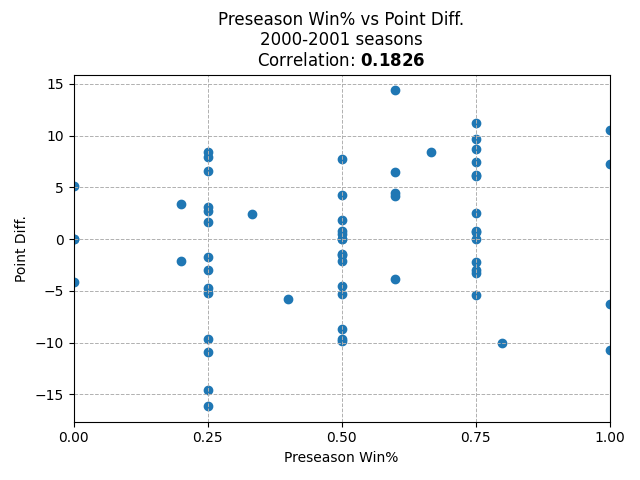 Preseason Win% vs Point Diff.
2000-2001 seasons
Correlation: 0.1826
15
10
5
0
−5
−10
−15
Point Diff.
0.00 0.25 0.50 0.75 1.00
Preseason Win%